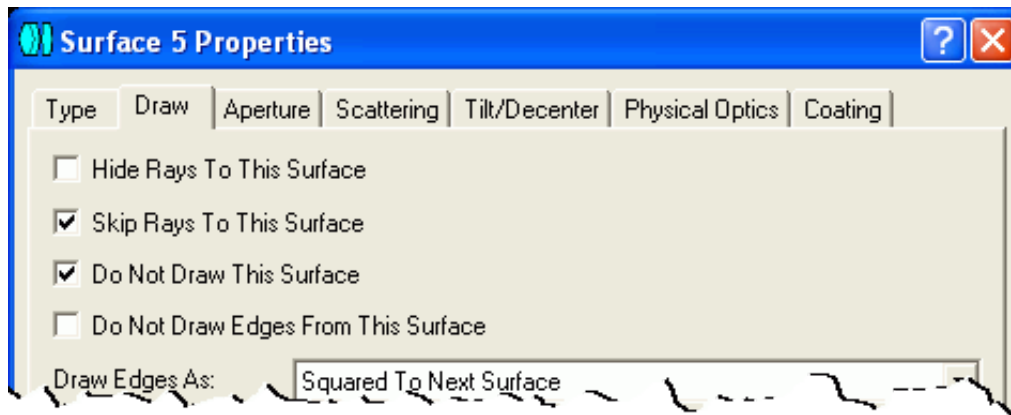 Surface 5 Properties
Type Draw Aperture Scattering Tilt/Decenter Physical Optics Coating
Hide Rays To This Surface
Skip Rays To This Surface
Do Not Draw This Surface
Do Not Draw Edges From This Surface
Draw Edges As: Squared To Next Surface